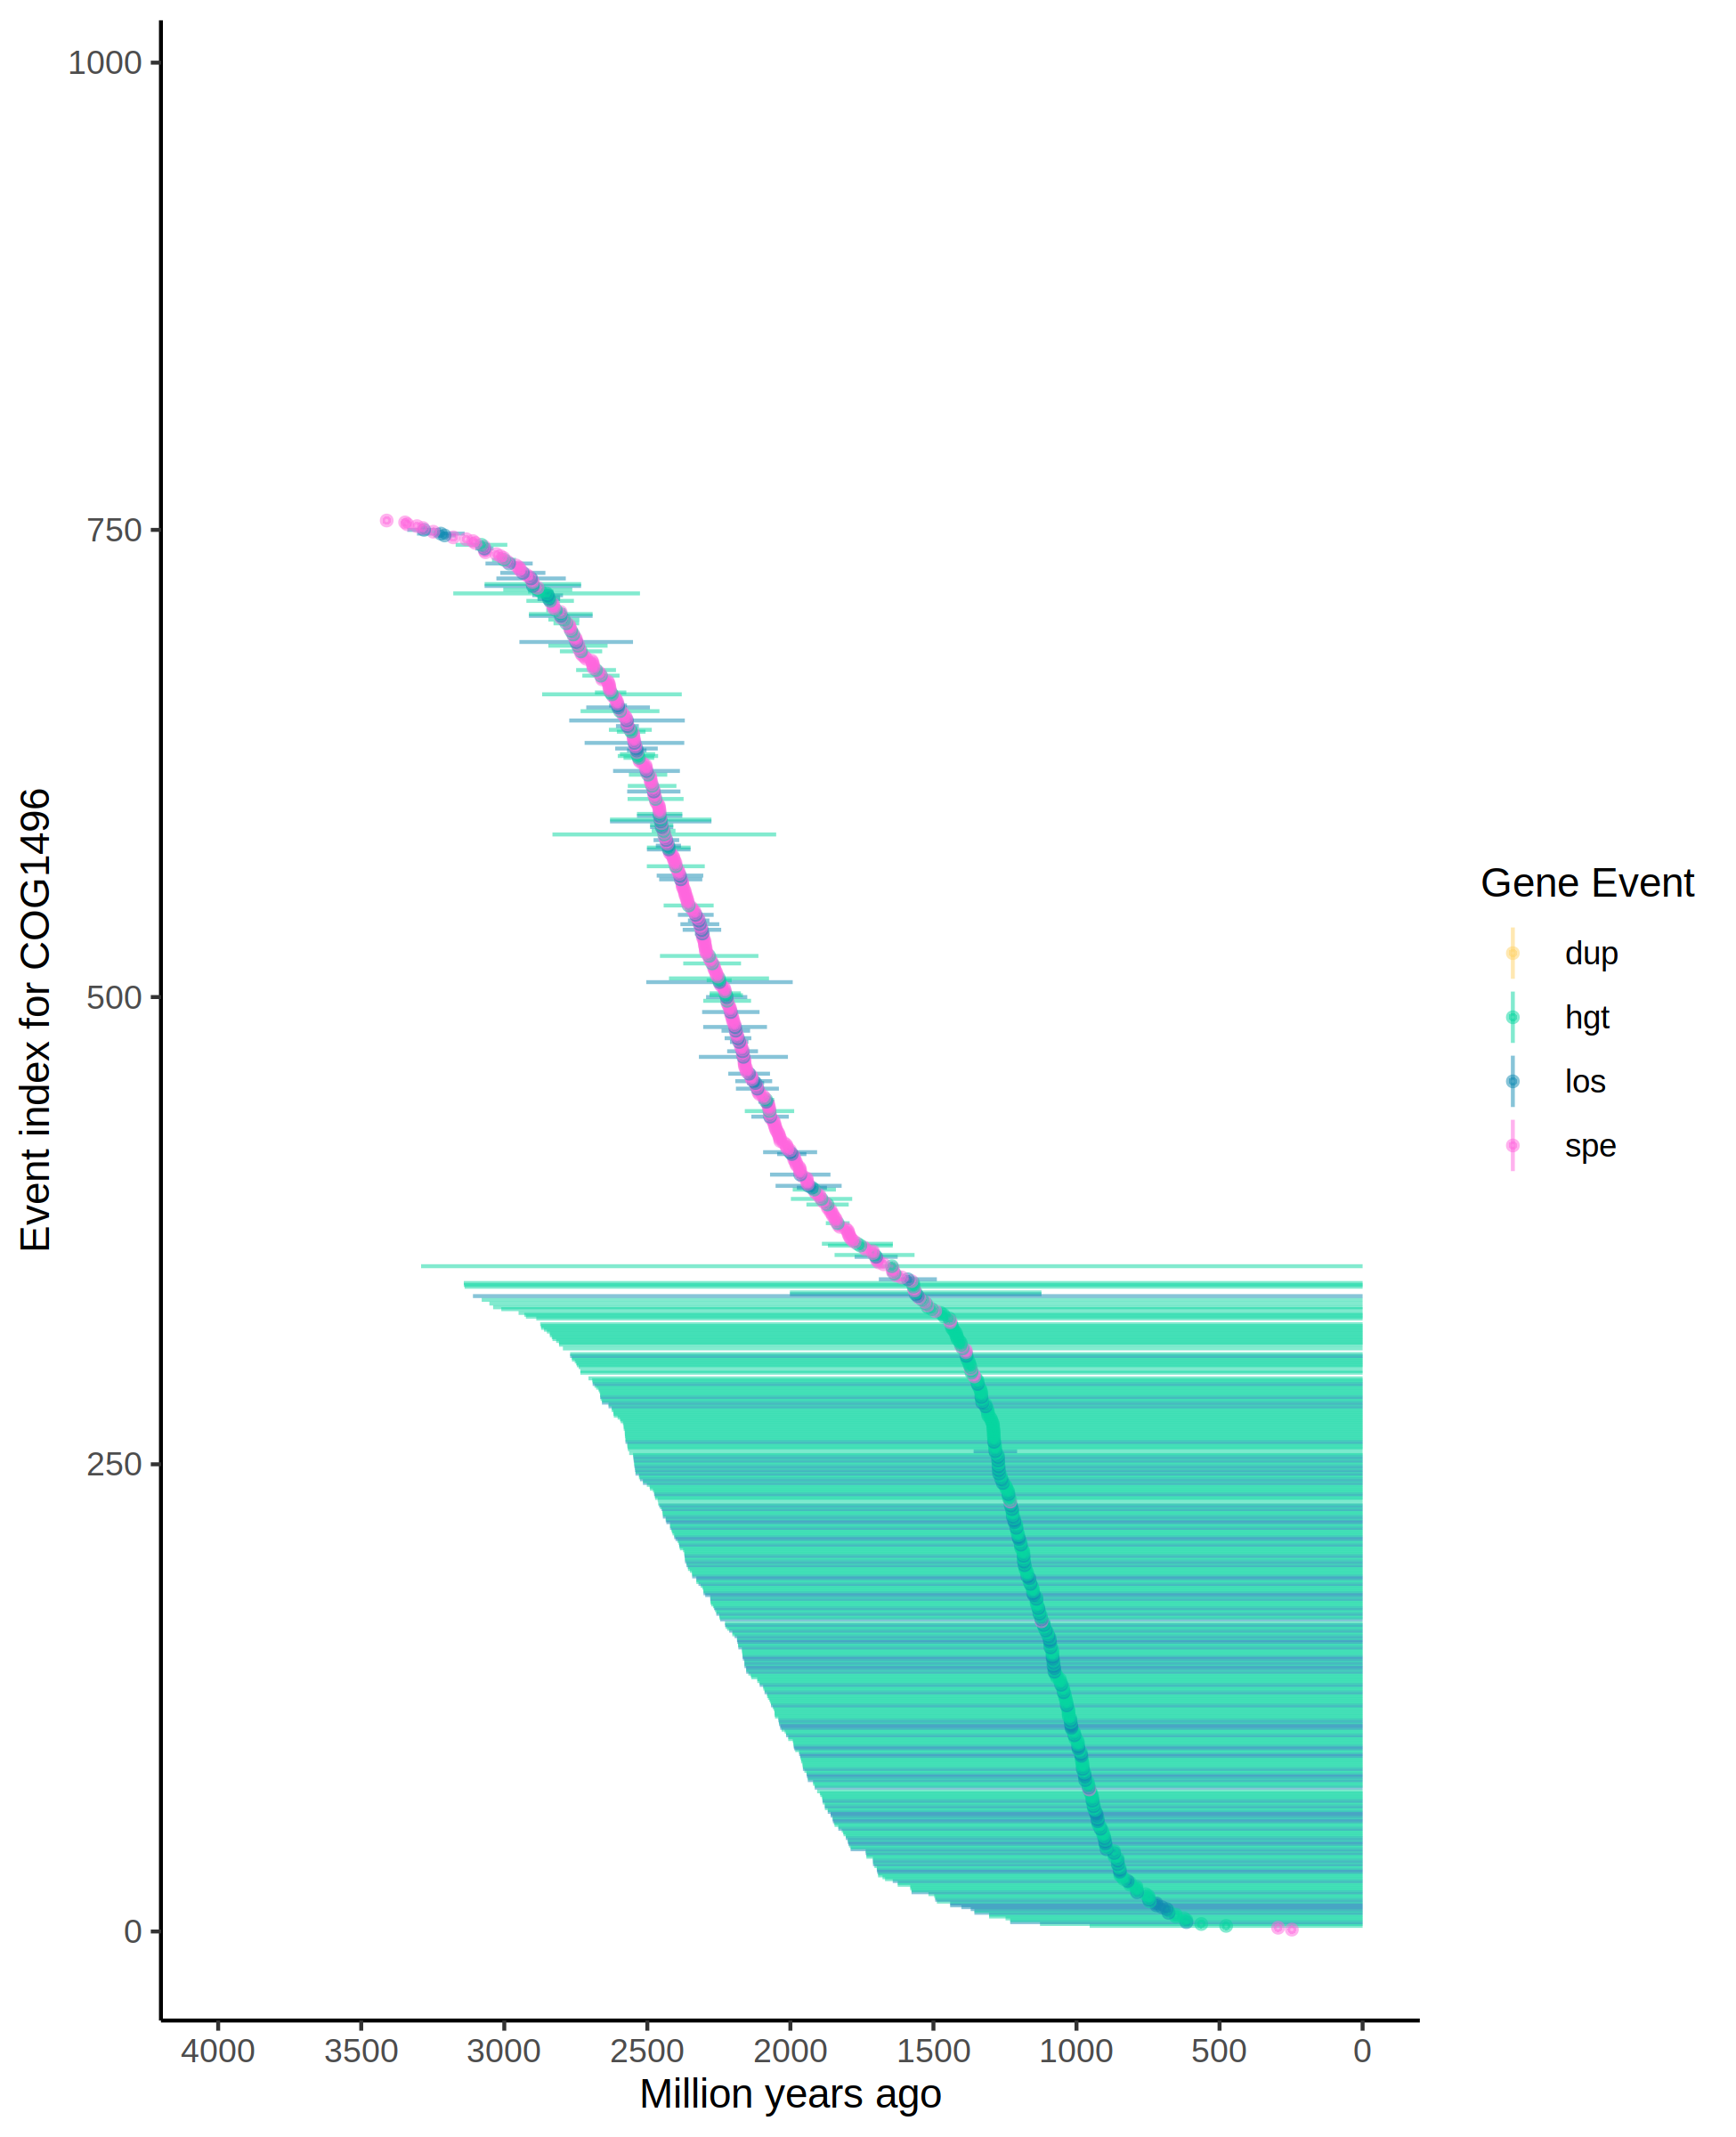 1000
750
500
250
0
Event index for COG1496
4000 3500 3000 2500 2000 1500 1000 500 0
Million years ago
Gene Event
dup
hgt
los
spe